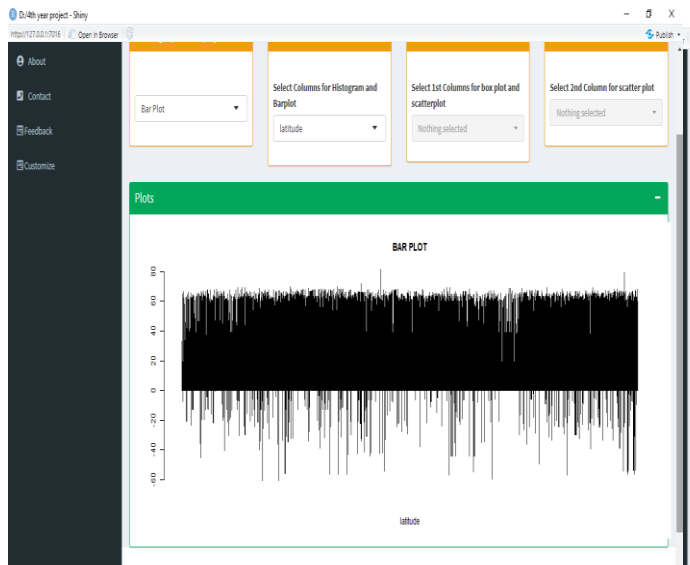 D:/4th year project - Shiny
http://127.0.0.1:7016 Open in Browser
Publish
About
Contact
Feedback
Customize
Bar Plot
Select Columns for Histogram and
Barplot
latitude
Select 1st Columns for box plot and
scatterplot
Nothing selected
Select 2nd Column for scatter plot
Nothing selected
Plots
BAR PLOT
80
60
40
20
0
-20
-40
-60
latitude